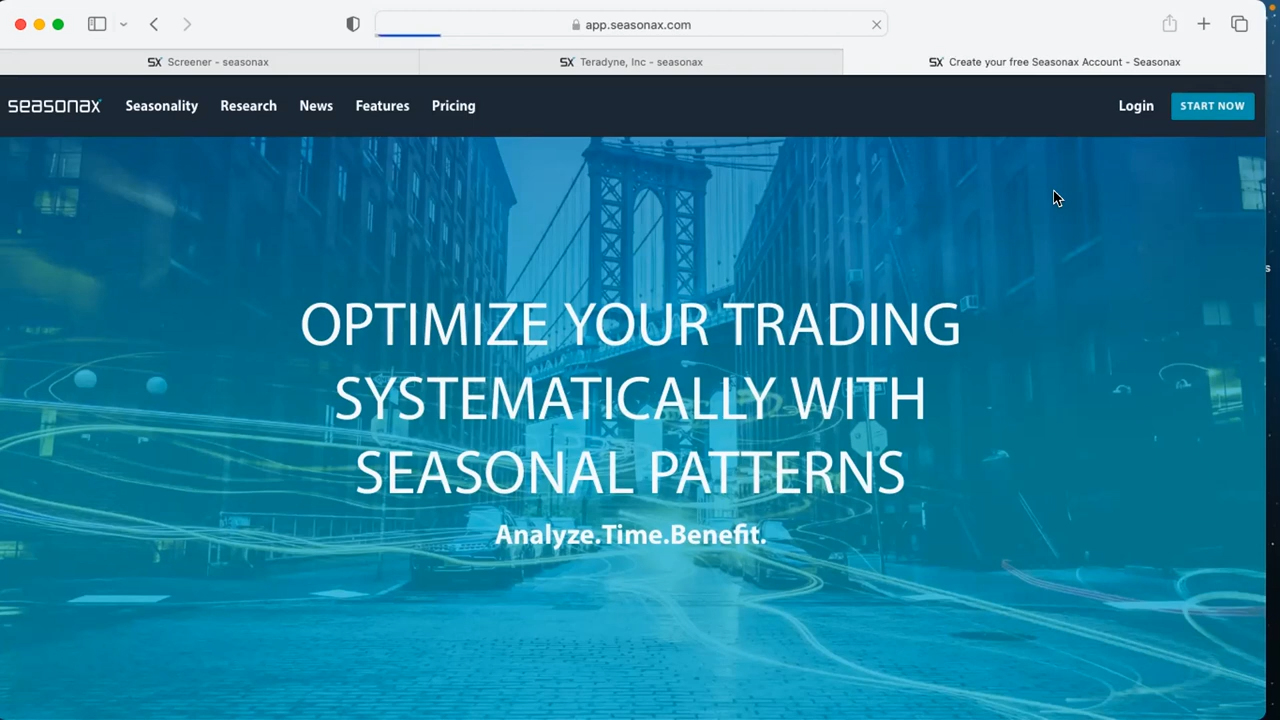 app.seasonax.com
SX Screener - seasonax
SX Teradyne, Inc - seasonax
SX Create your free Seasonax Account - Seasonax
seasonax Seasonality Research News Features Pricing Login START NOW
OPTIMIZE YOUR TRADING
SYSTEMATICALLY WITH
SEASONAL PATTERNS
Analyze.Time.Benefit.
s